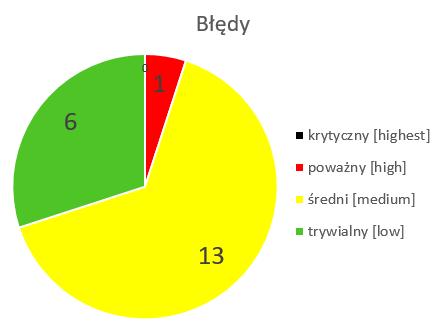 Błędy
0
1
6
13
krytyczny [highest]
poważny [high]
średni [medium]
trywialny [low]